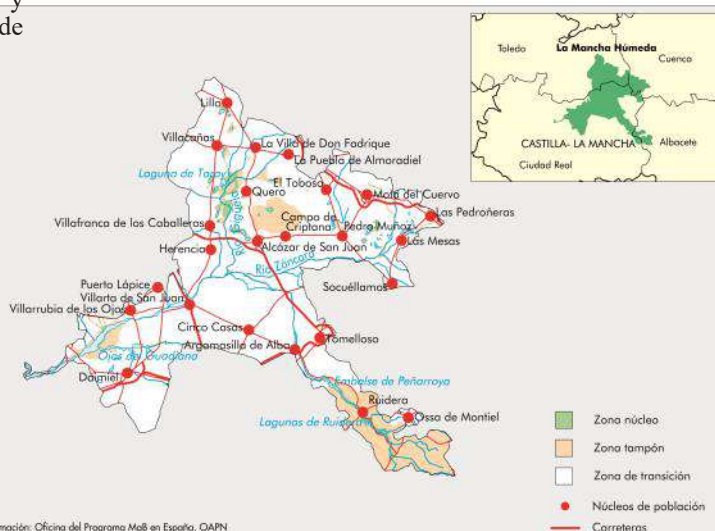 y
de
Toledo
La Mancha Húmeda
Cuenca
CASTILLA- LA MANCHA
Albacete
Ciudad Real
Lillo
Villacañas
La Villa de Don Fadrique
La Puebla de Almoradiel
Laguna de Taray
Quero
El Toboso
Mota del Cuervo
Río Cigüela
Campo de
Criptana
Pedro Muñoz
Las Pedroñeras
Villafranca de los Caballeros
Alcázar de San Juan
Las Mesas
Herencia
Río Záncara
Socuéllamos
Puerto Lápice
Villarta de San Juan
Villarrubia de los Ojos
Cinco Casas
Argamasilla de Alba
Tomelloso
Ojos del Guadiana
Daimiel
Embalse de Peñarroya
Ruidera
Lagunas de Ruidera
Ossa de Montiel
Zona núcleo
Zona tampón
Zona de transición
Núcleos de población
Carreteras
mación: Oficina del Programa MaB en España. OAPN